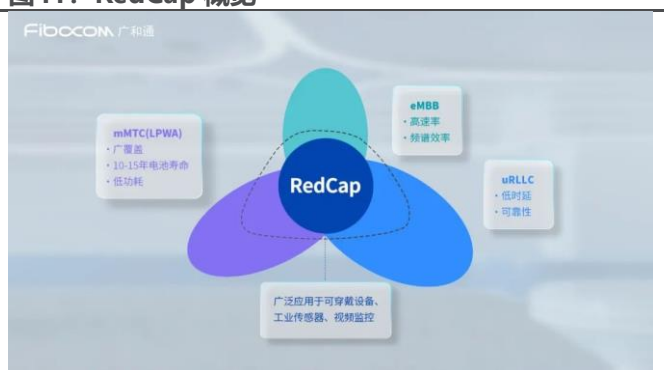 图11：RedCap 概览
Fibocom 广和通
eMBB
· 高速率
· 频谱效率
mMTC(LPWA)
· 广覆盖
· 10-15年电池寿命
· 低功耗
RedCap
uRLLC
· 低时延
· 可靠性
广泛应用于可穿戴设备、
工业传感器、视频监控